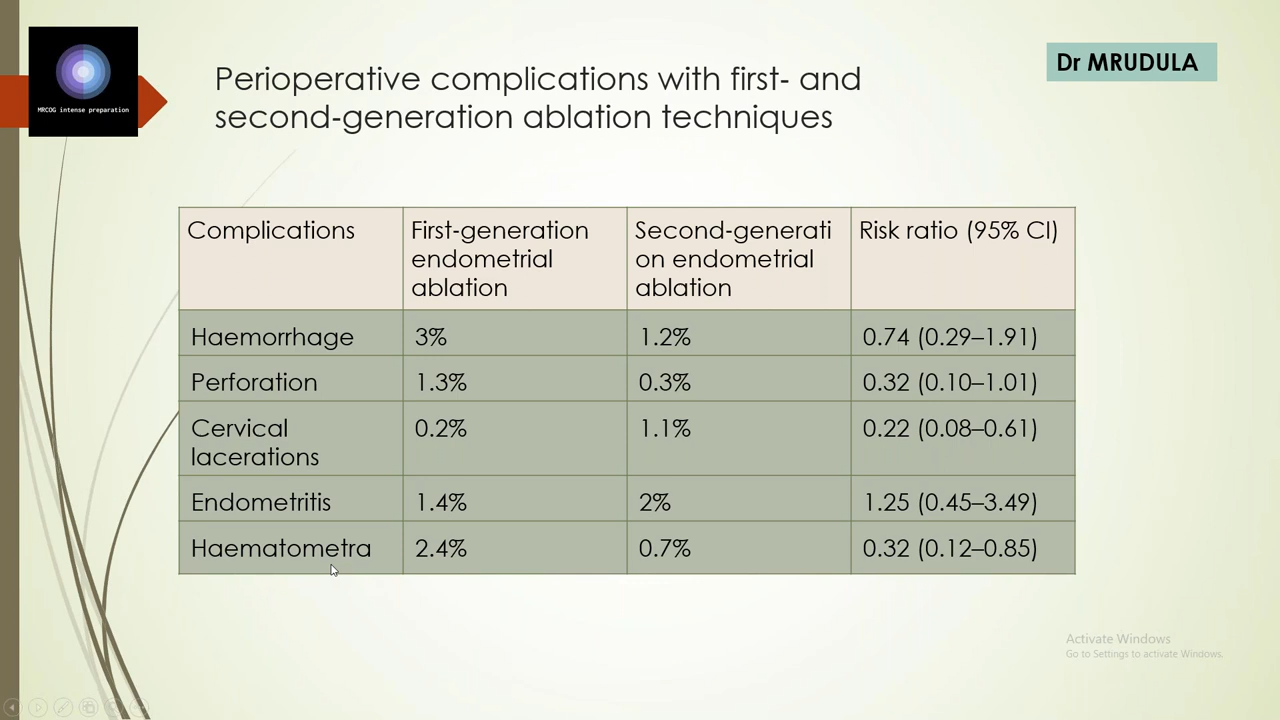 MRCOG intense preparation
Perioperative complications with first- and
second-generation ablation techniques
Dr MRUDULA
Complications First-generation endometrial ablation Second-generati on endometrial ablation Risk ratio (95% CI)
Haemorrhage 3% 1.2% 0.74 (0.29–1.91)
Perforation 1.3% 0.3% 0.32 (0.10–1.01)
Cervical lacerations 0.2% 1.1% 0.22 (0.08–0.61)
Endometritis 1.4% 2% 1.25 (0.45–3.49)
Haematometra 2.4% 0.7% 0.32 (0.12–0.85)
Activate Windows
Go to Settings to activate Windows.